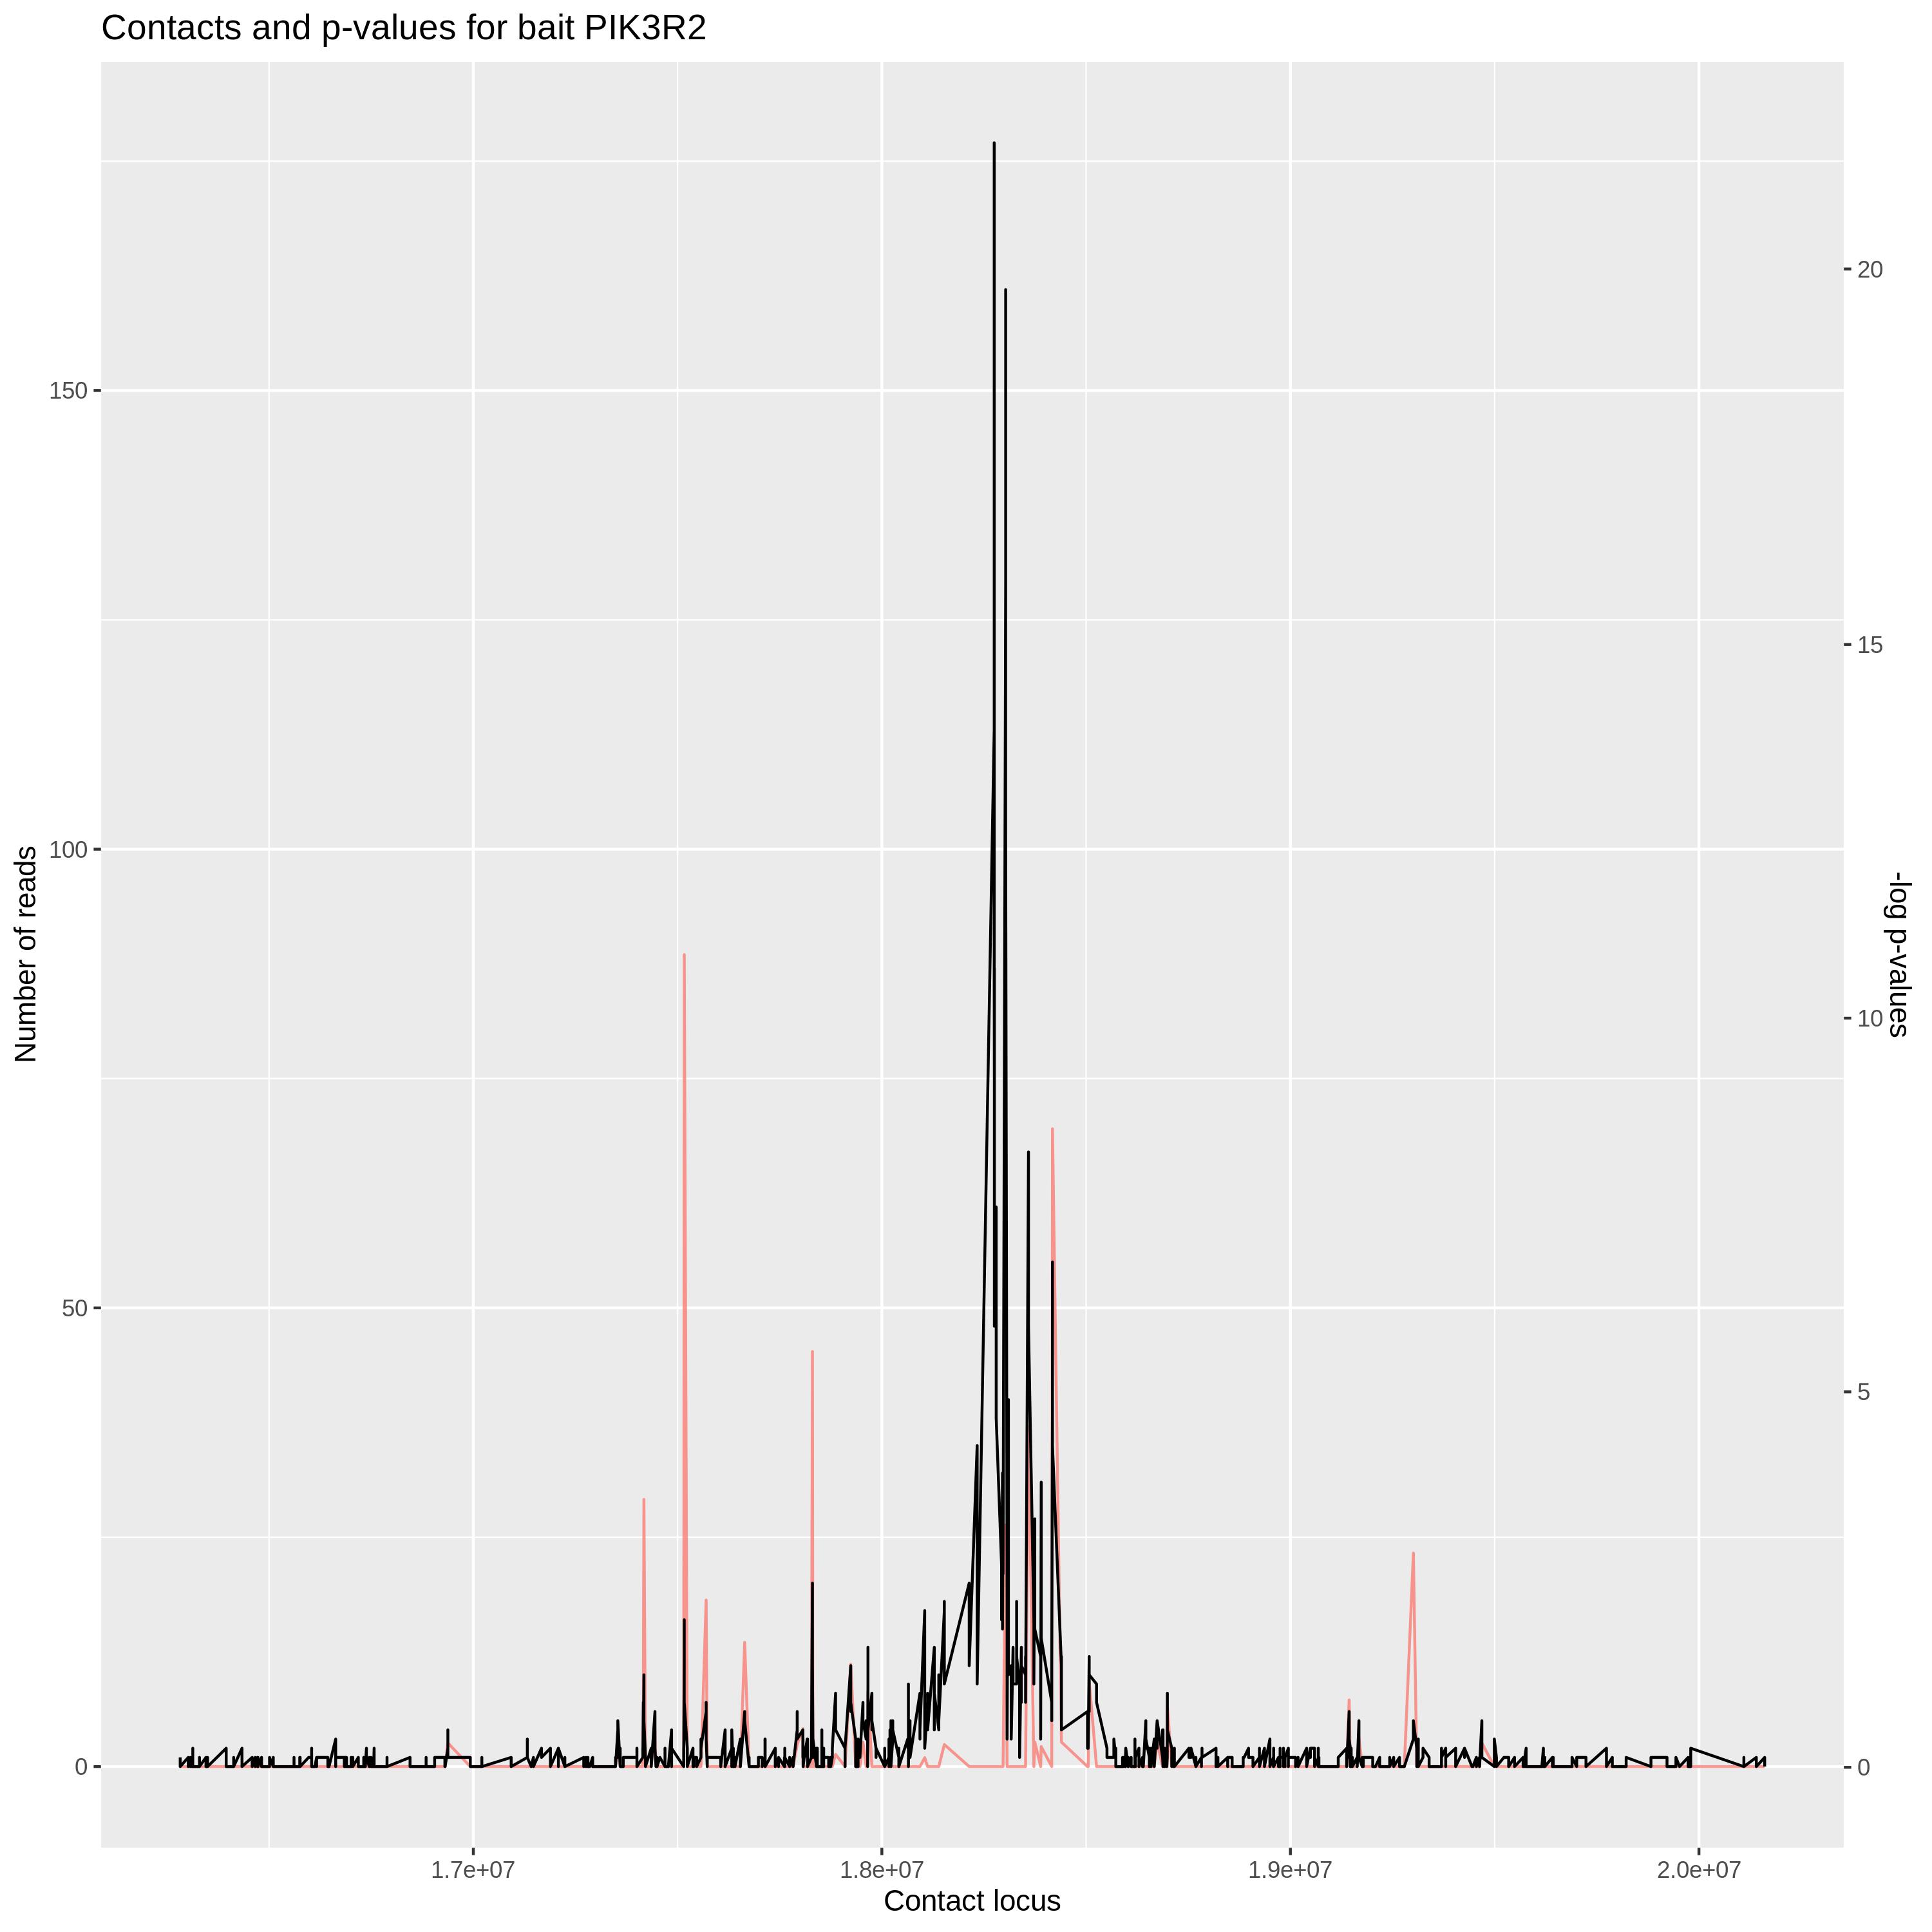 Contacts and p-values for bait PIK3R2
Number of reads
150
100
50
0
20
15
10
5
0
-log p-values
1.7e+07
1.8e+07
1.9e+07
2.0e+07
Contact locus